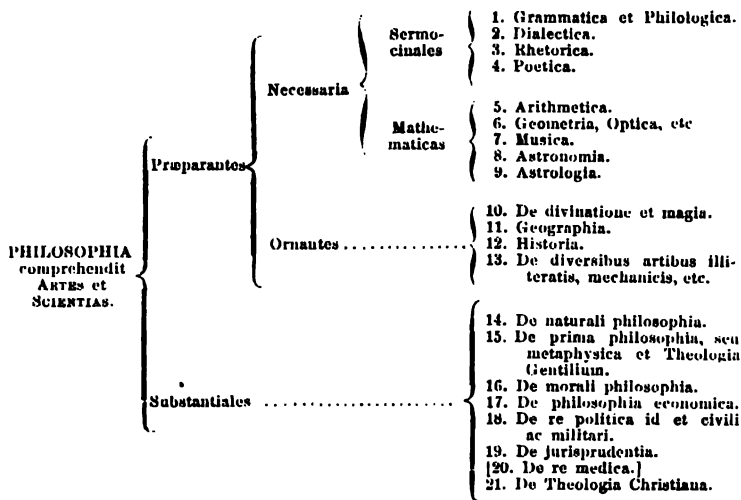 PHILOSOPHIA
comprehendit
ARTES et
SCIENTIAS.
Præparantes
Necessaria
Sermo-
cinales
1. Grammatica et Philologica.
2. Dialectica.
3. Rhetorica.
4. Poetica.
Mathe-
maticas
5. Arithmetica.
6. Geometria, Optica, etc
7. Musica.
8. Astronomia.
9. Astrologia.
Ornantes ..............
10. De divinatione et magia.
11. Geographia.
12. Historia.
13. De diversibus artibus illi-
teratis, mechanicis, etc.
Substantiales ......................
14. De naturali philosophia.
15. De prima philosophia, seu
metaphysica et Theologia
Gentilium.
16. De morali philosophia.
17. De philosophia economica.
18. De re politica id et civili
ac militari.
19. De jurisprudentia.
[20. De re medica.]
21. De Theologia Christiana.